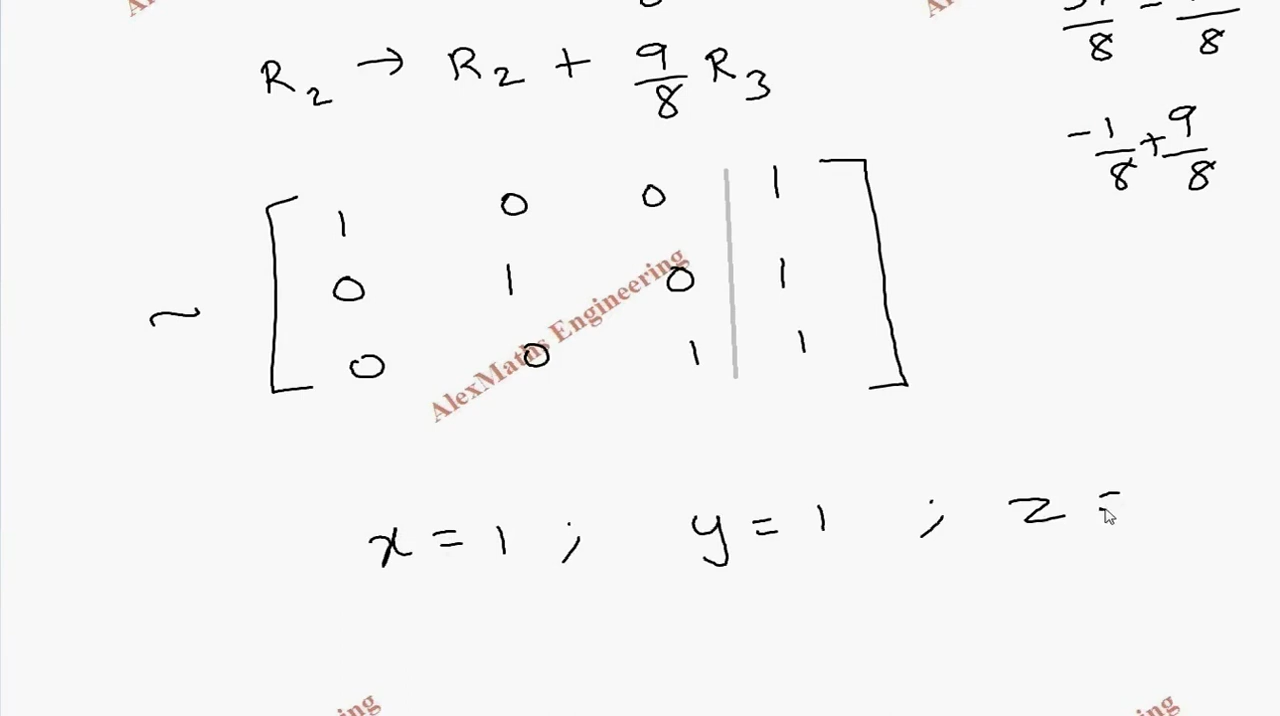 R₂ → R₂ + 9/8 R₃
-1/8 + 9/8
1 0 0 | 1
0 1 0 | 1
~
0 0 1 | 1
AlexMaths Engineering
x = 1 ; y = 1 ; z =